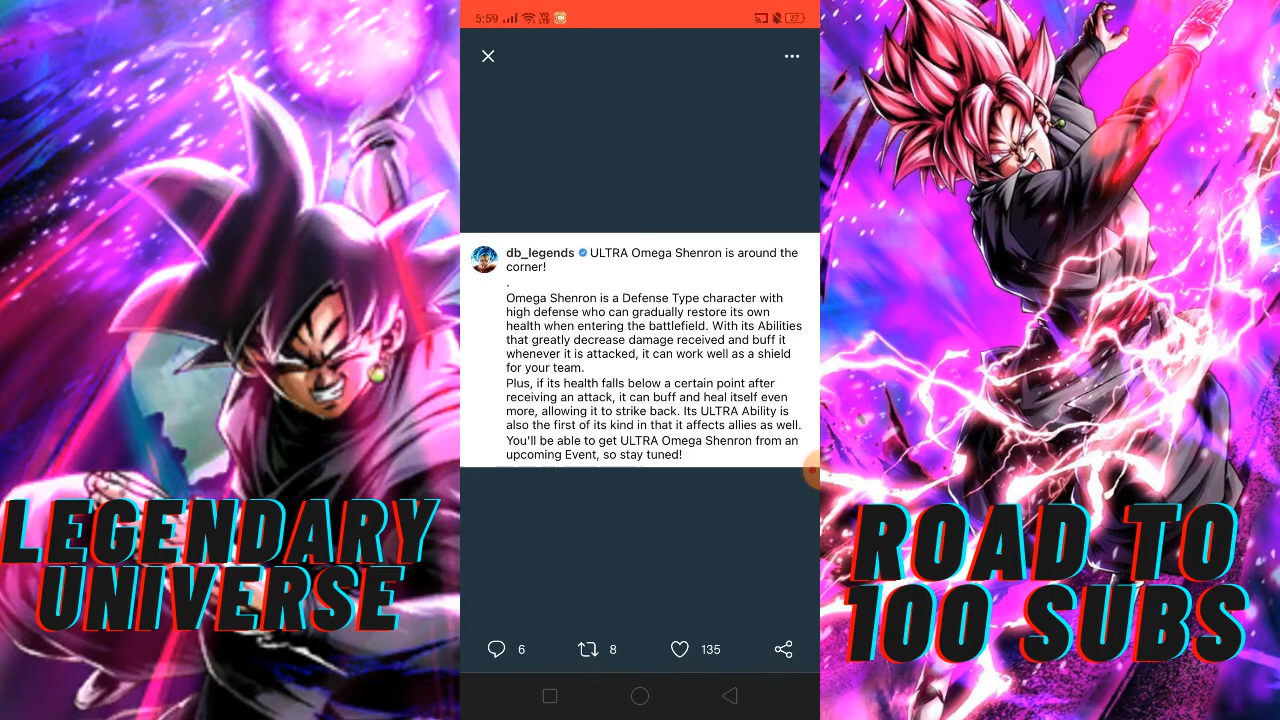 5:59 VO LTE 27
db_legends ULTRA Omega Shenron is around the
corner!
.
Omega Shenron is a Defense Type character with
high defense who can gradually restore its own
health when entering the battlefield. With its Abilities
that greatly decrease damage received and buff it
whenever it is attacked, it can work well as a shield
for your team.
Plus, if its health falls below a certain point after
receiving an attack, it can buff and heal itself even
more, allowing it to strike back. Its ULTRA Ability is
also the first of its kind in that it affects allies as well.
You'll be able to get ULTRA Omega Shenron from an
upcoming Event, so stay tuned!
LEGENDARY
UNIVERSE
ROAD TO
100 SUBS
6 8 135